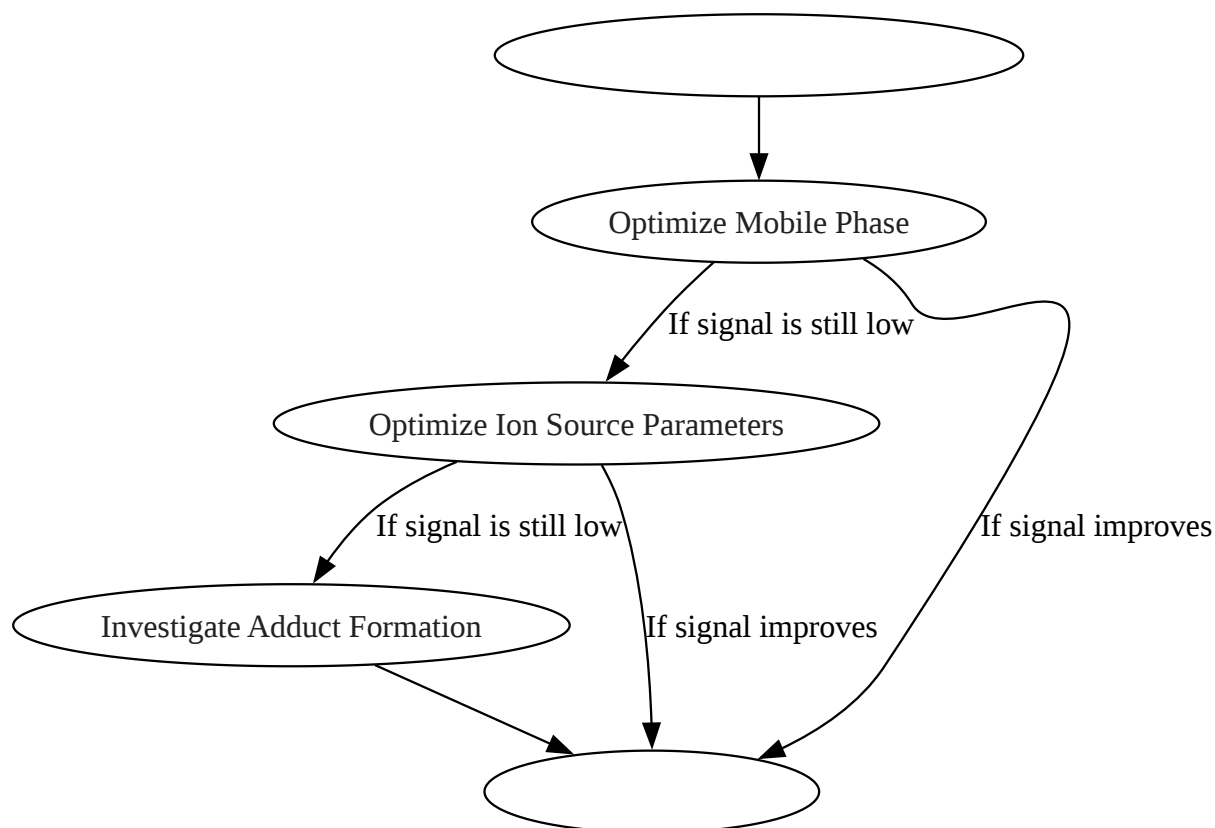 Optimize Mobile Phase
If signal is still low
Optimize Ion Source Parameters
If signal is still low
If signal improves
If signal improves
Investigate Adduct Formation